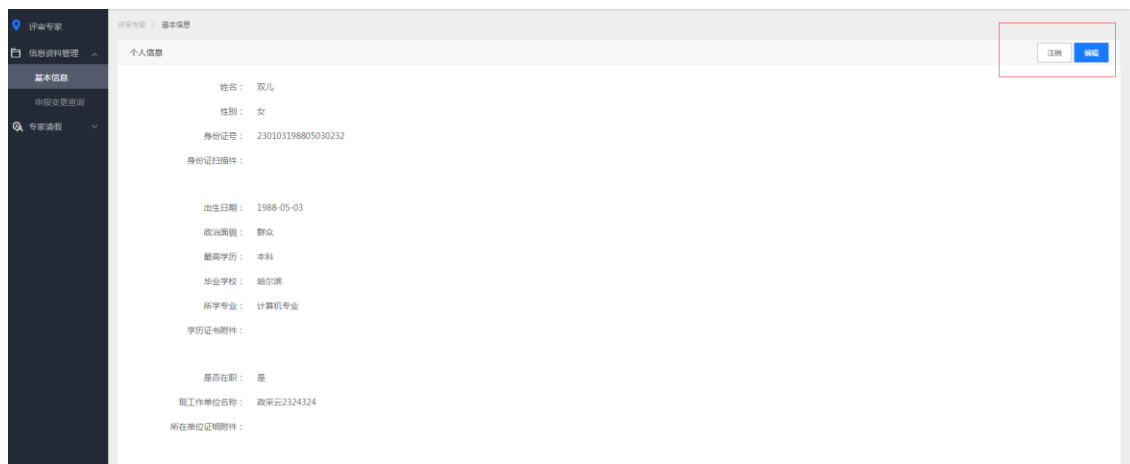 评审专家
信息资料管理
基本信息
申报变更查询
专家请假
评审专家 / 基本信息
个人信息
注销 编辑
姓名： 双儿
性别： 女
身份证号： 230103198805030232
身份证扫描件：
出生日期： 1988-05-03
政治面貌： 群众
最高学历： 本科
毕业学校： 哈尔滨
所学专业： 计算机专业
学历证书附件：
是否在职： 是
现工作单位名称： 政采云2324324
所在单位证明附件：